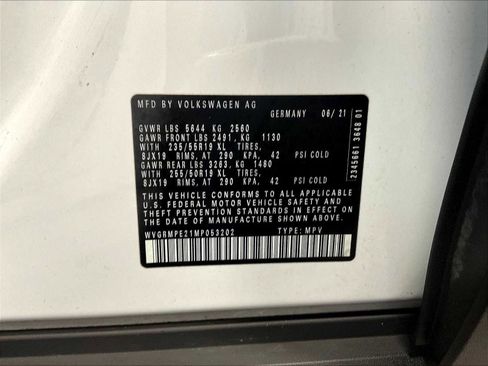 MFD BY VOLKSWAGEN AG
GERMANY 06/21
GVWR LBS 5644 KG 2560
GAWR FRONT LBS 2491, KG 1130
WITH 235/55R19 XL TIRES,
8JX19 RIMS, AT 290 KPA, 42 PSI COLD
GAWR REAR LBS 3263, KG 1480
WITH 255/50R19 XL TIRES,
8JX19 RIMS, AT 290 KPA, 42 PSI COLD
THIS VEHICLE CONFORMS TO ALL APPLICABLE
U.S. FEDERAL MOTOR VEHICLE SAFETY AND
THEFT PREVENTION STANDARDS IN EFFECT ON
THE DATE OF MANUFACTURE SHOWN ABOVE.
WVGRMPE21MP053202 TYPE: MPV
2345661 3648 01